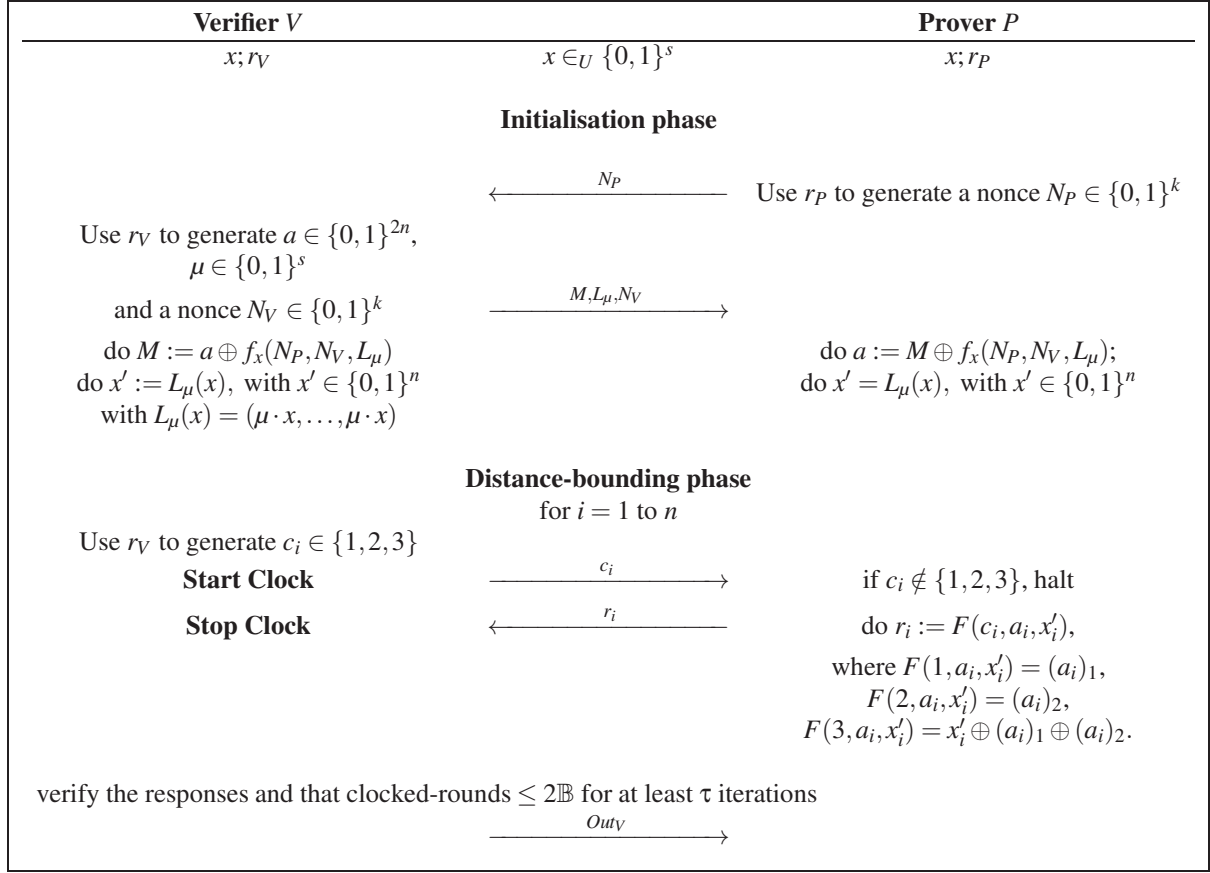 Verifier V Prover P
x; r_V x ∈_U {0,1}^s x; r_P
Initialisation phase
N_P
← Use r_P to generate a nonce N_P ∈ {0,1}^k
Use r_V to generate a ∈ {0,1}^{2n},
μ ∈ {0,1}^s
M,L_μ,N_V
and a nonce N_V ∈ {0,1}^k →
do M := a ⊕ f_x(N_P,N_V,L_μ) do a := M ⊕ f_x(N_P,N_V,L_μ);
do x′ := L_μ(x), with x′ ∈ {0,1}^n do x′ = L_μ(x), with x′ ∈ {0,1}^n
with L_μ(x) = (μ·x,...,μ·x)
Distance-bounding phase
for i = 1 to n
Use r_V to generate c_i ∈ {1,2,3}
Start Clock c_i → if c_i ∉ {1,2,3}, halt
Stop Clock r_i ← do r_i := F(c_i,a_i,x′_i),
where F(1,a_i,x′_i) = (a_i)_1,
F(2,a_i,x′_i) = (a_i)_2,
F(3,a_i,x′_i) = x′_i ⊕ (a_i)_1 ⊕ (a_i)_2.
verify the responses and that clocked-rounds ≤ 2𝔹 for at least τ iterations
Out_V
→